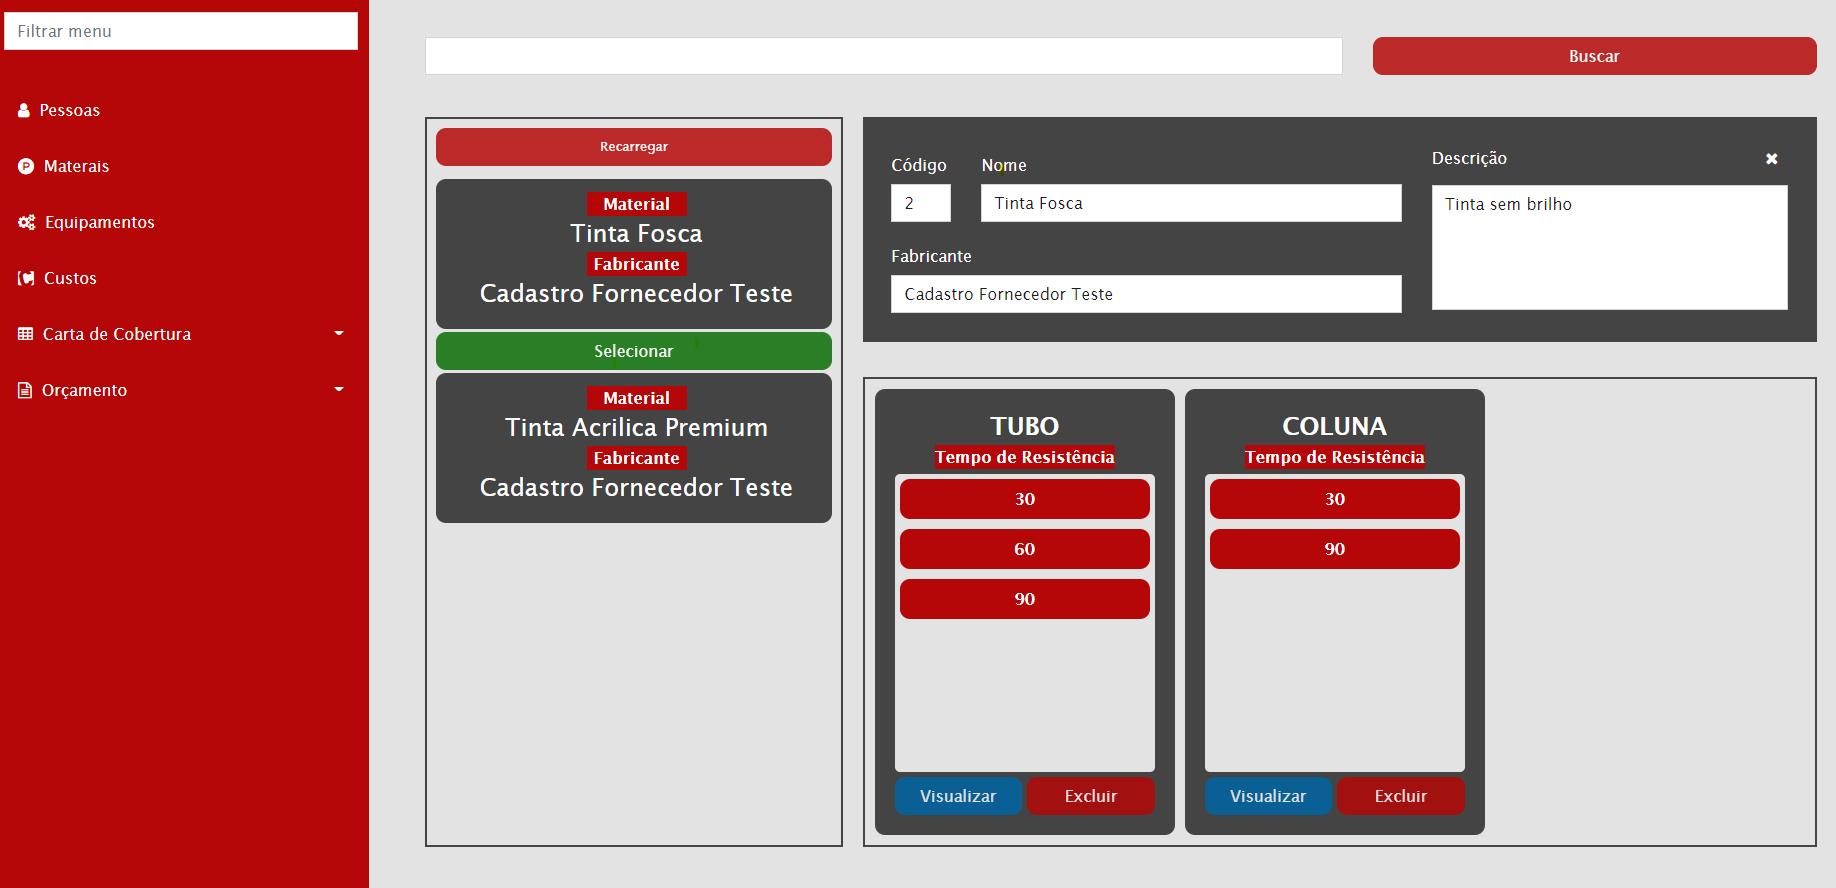 Filtrar menu
Pessoas
Materais
Equipamentos
Custos
Carta de Cobertura
Orçamento
Buscar
Recarregar
Material
Tinta Fosca
Fabricante
Cadastro Fornecedor Teste
Selecionar
Material
Tinta Acrilica Premium
Fabricante
Cadastro Fornecedor Teste
Código
Nome
Descrição
2
Tinta Fosca
Tinta sem brilho
Fabricante
Cadastro Fornecedor Teste
TUBO
Tempo de Resistência
30
60
90
Visualizar
Excluir
COLUNA
Tempo de Resistência
30
90
Visualizar
Excluir